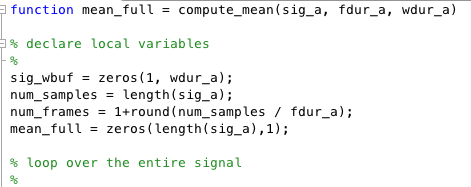 function mean_full = compute_mean(sig_a, fdur_a, wdur_a)
% declare local variables
%
sig_wbuf = zeros(1, wdur_a);
num_samples = length(sig_a);
num_frames = 1+round(num_samples / fdur_a);
mean_full = zeros(length(sig_a),1);
% loop over the entire signal
%